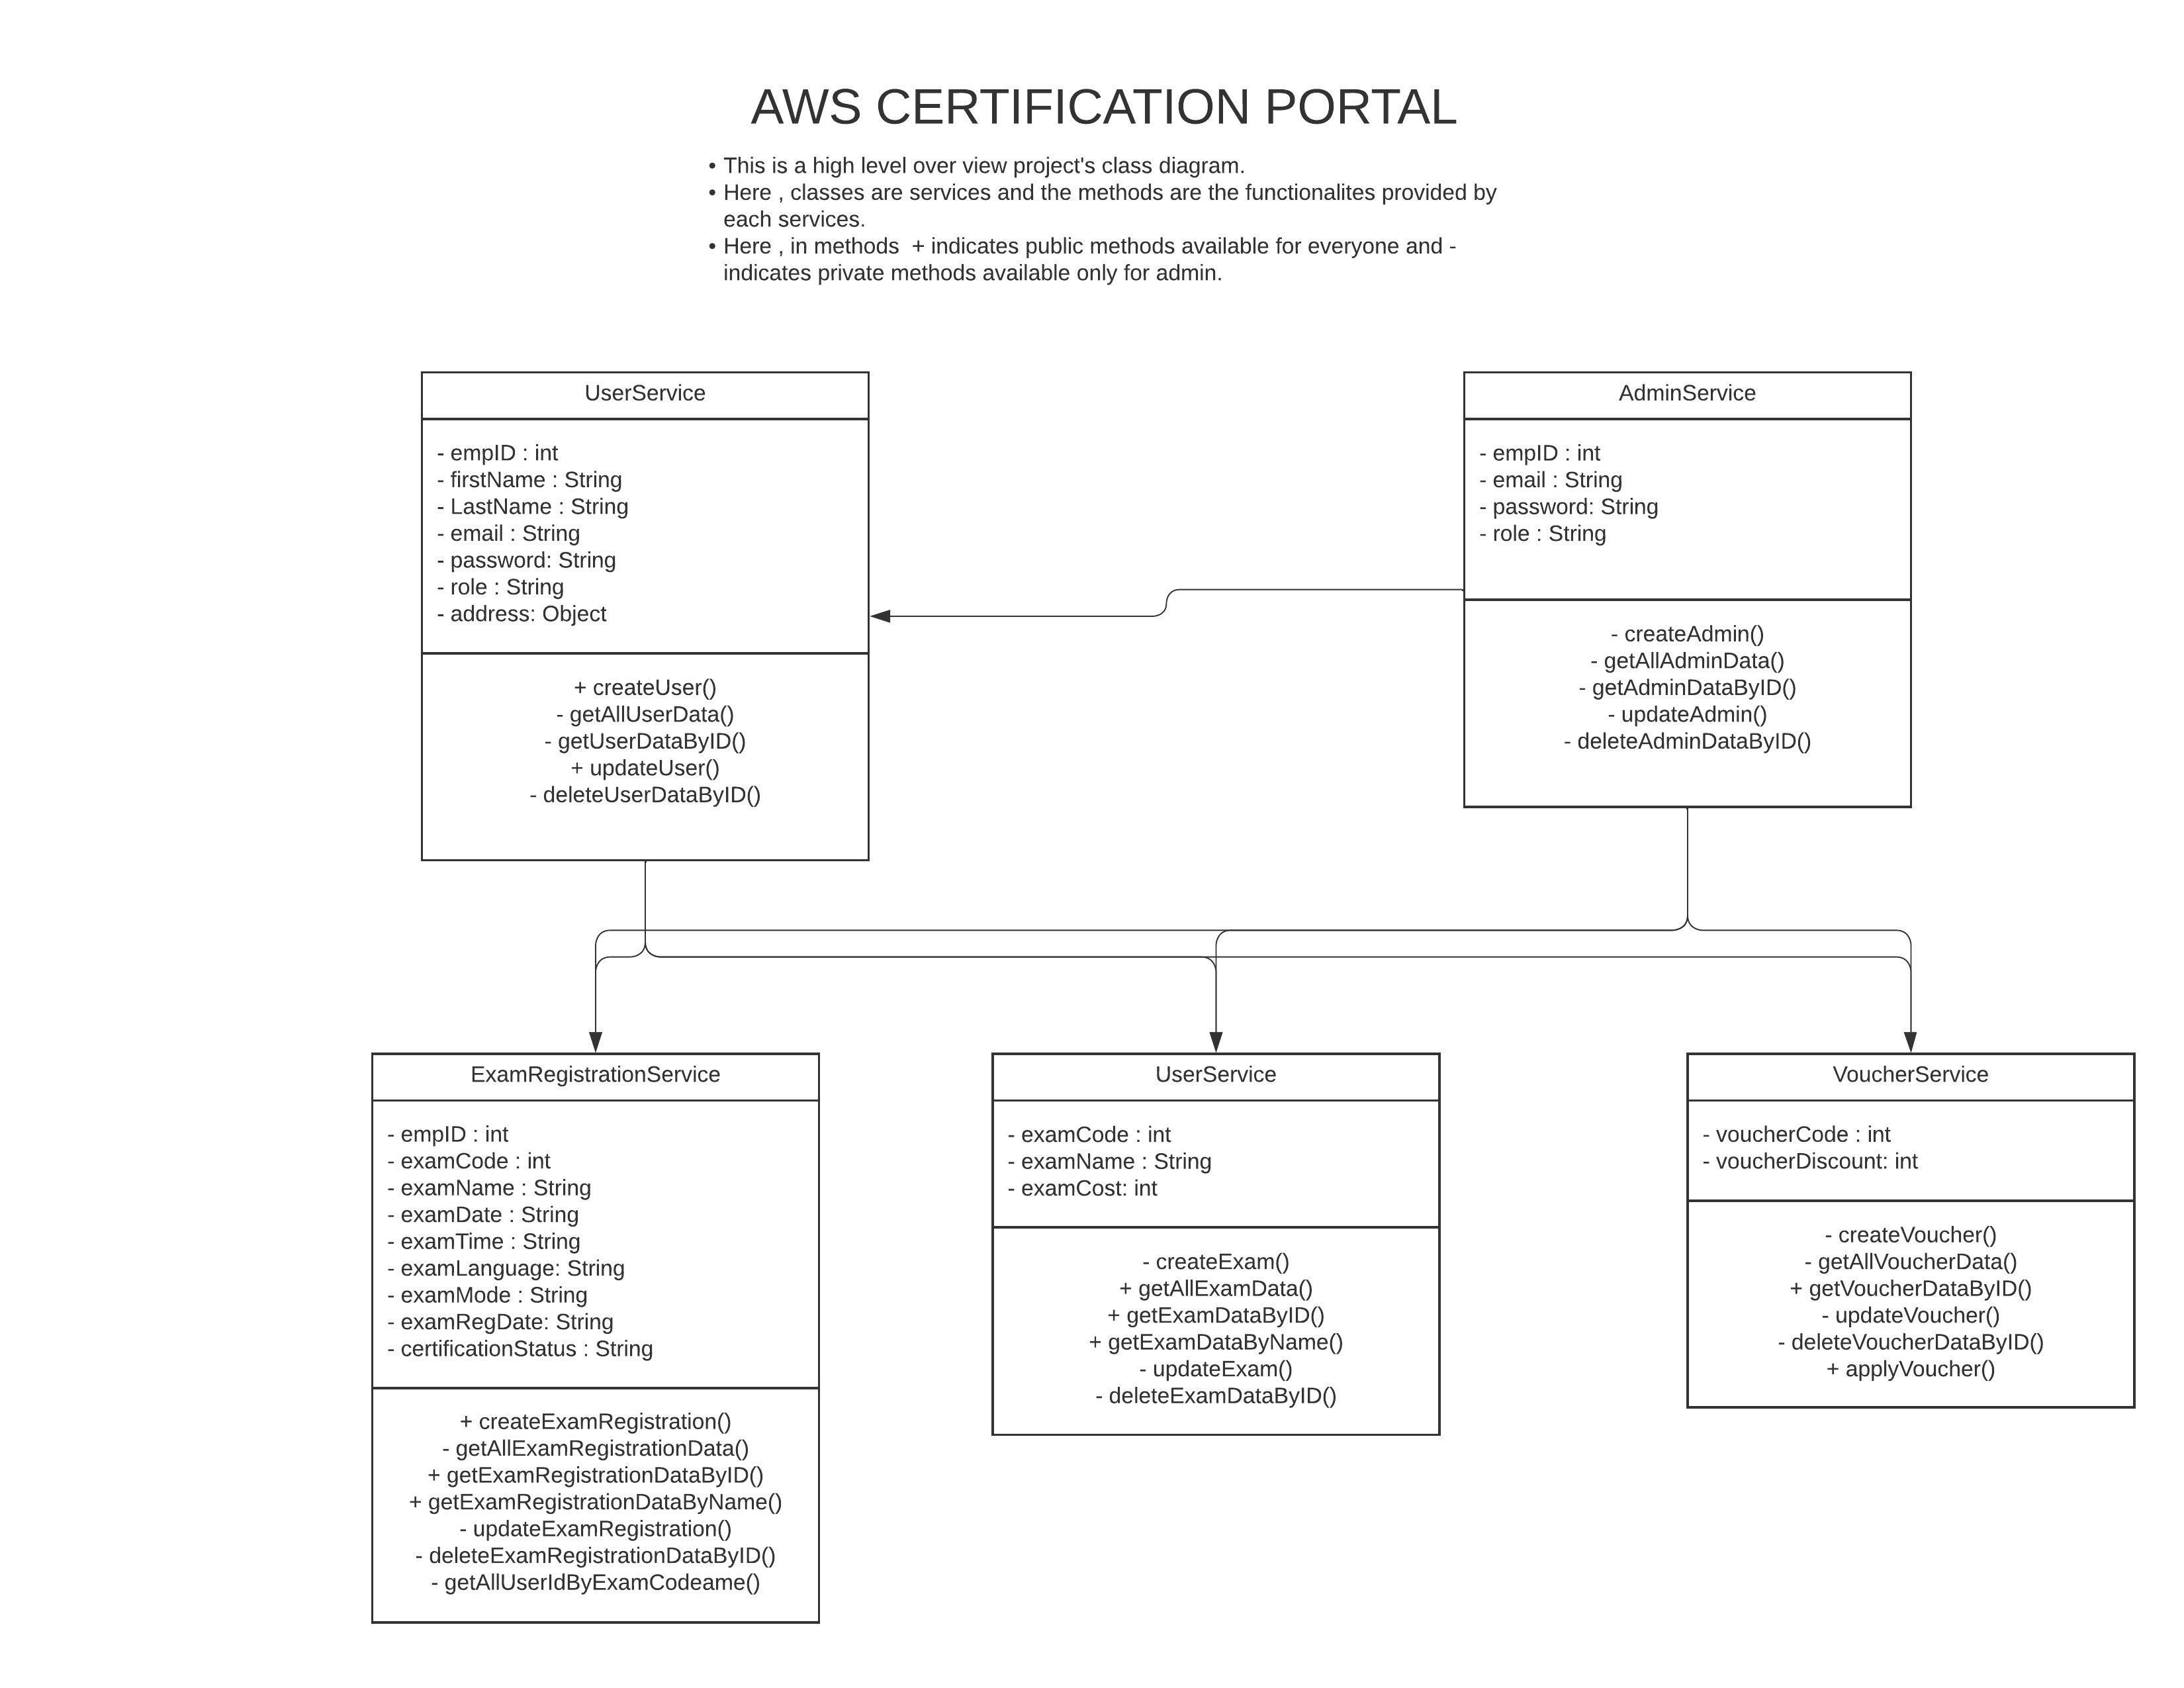 AWS CERTIFICATION PORTAL
• This is a high level over view project's class diagram.
• Here , classes are services and the methods are the functionalites provided by
each services.
• Here , in methods  + indicates public methods available for everyone and -
indicates private methods available only for admin.
UserService
- empID : int
- firstName : String
- LastName : String
- email : String
- password: String
- role : String
- address: Object
+ createUser()
- getAllUserData()
- getUserDataByID()
+ updateUser()
- deleteUserDataByID()
AdminService
- empID : int
- email : String
- password: String
- role : String
- createAdmin()
- getAllAdminData()
- getAdminDataByID()
- updateAdmin()
- deleteAdminDataByID()
ExamRegistrationService
- empID : int
- examCode : int
- examName : String
- examDate : String
- examTime : String
- examLanguage: String
- examMode : String
- examRegDate: String
- certificationStatus : String
+ createExamRegistration()
- getAllExamRegistrationData()
+ getExamRegistrationDataByID()
+ getExamRegistrationDataByName()
- updateExamRegistration()
- deleteExamRegistrationDataByID()
- getAllUserIdByExamCodeame()
UserService
- examCode : int
- examName : String
- examCost: int
- createExam()
+ getAllExamData()
+ getExamDataByID()
+ getExamDataByName()
- updateExam()
- deleteExamDataByID()
VoucherService
- voucherCode : int
- voucherDiscount: int
- createVoucher()
- getAllVoucherData()
+ getVoucherDataByID()
- updateVoucher()
- deleteVoucherDataByID()
+ applyVoucher()